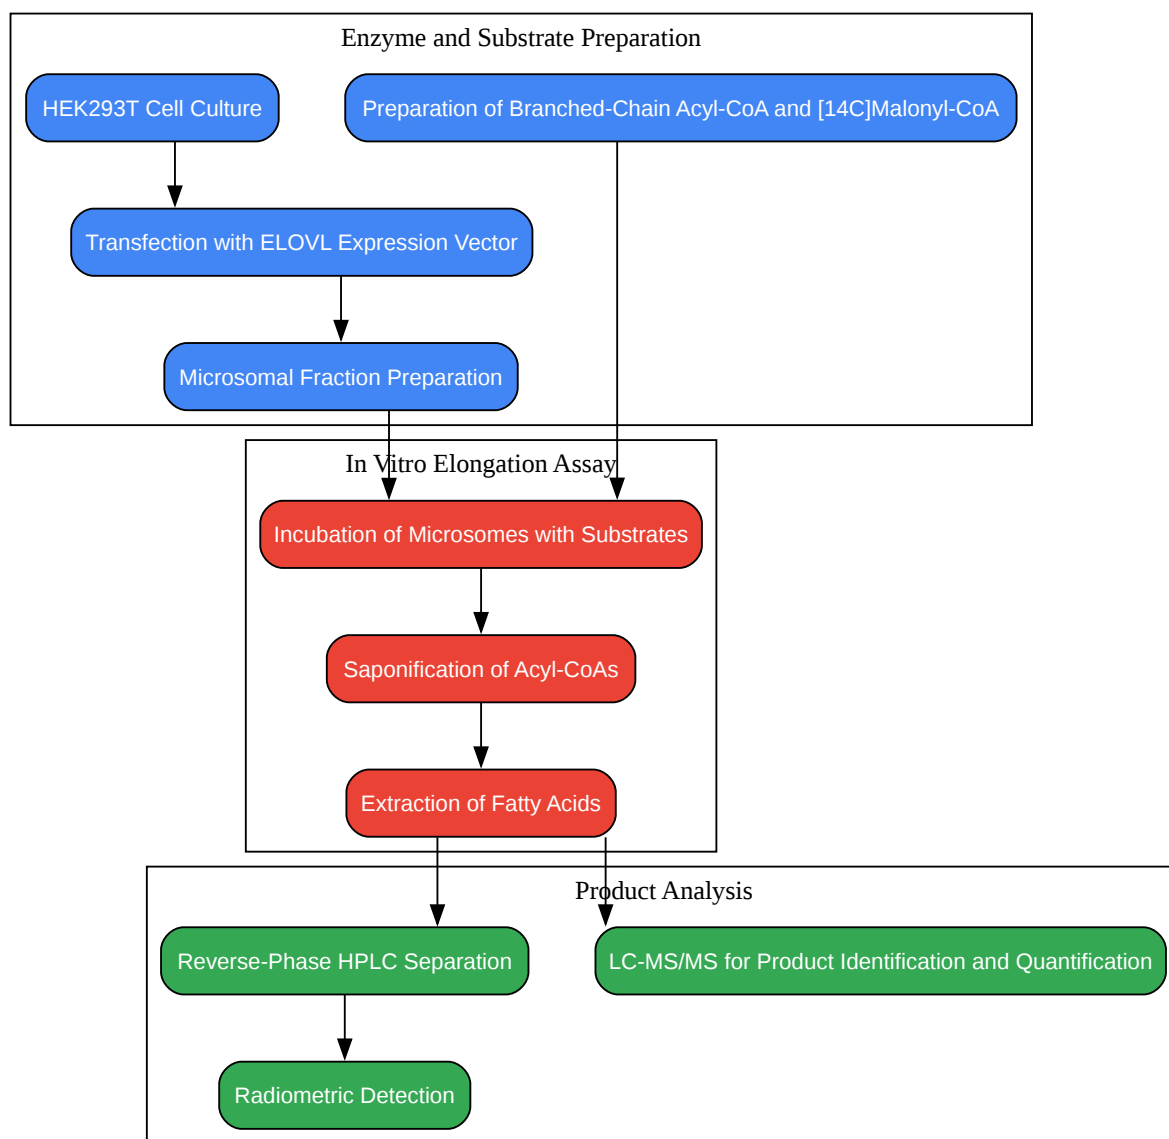 Enzyme and Substrate Preparation
HEK293T Cell Culture
Preparation of Branched-Chain Acyl-CoA and [14C]Malonyl-CoA
Transfection with ELOVL Expression Vector
Microsomal Fraction Preparation
In Vitro Elongation Assay
Incubation of Microsomes with Substrates
Saponification of Acyl-CoAs
Extraction of Fatty Acids
Product Analysis
Reverse-Phase HPLC Separation
LC-MS/MS for Product Identification and Quantification
Radiometric Detection